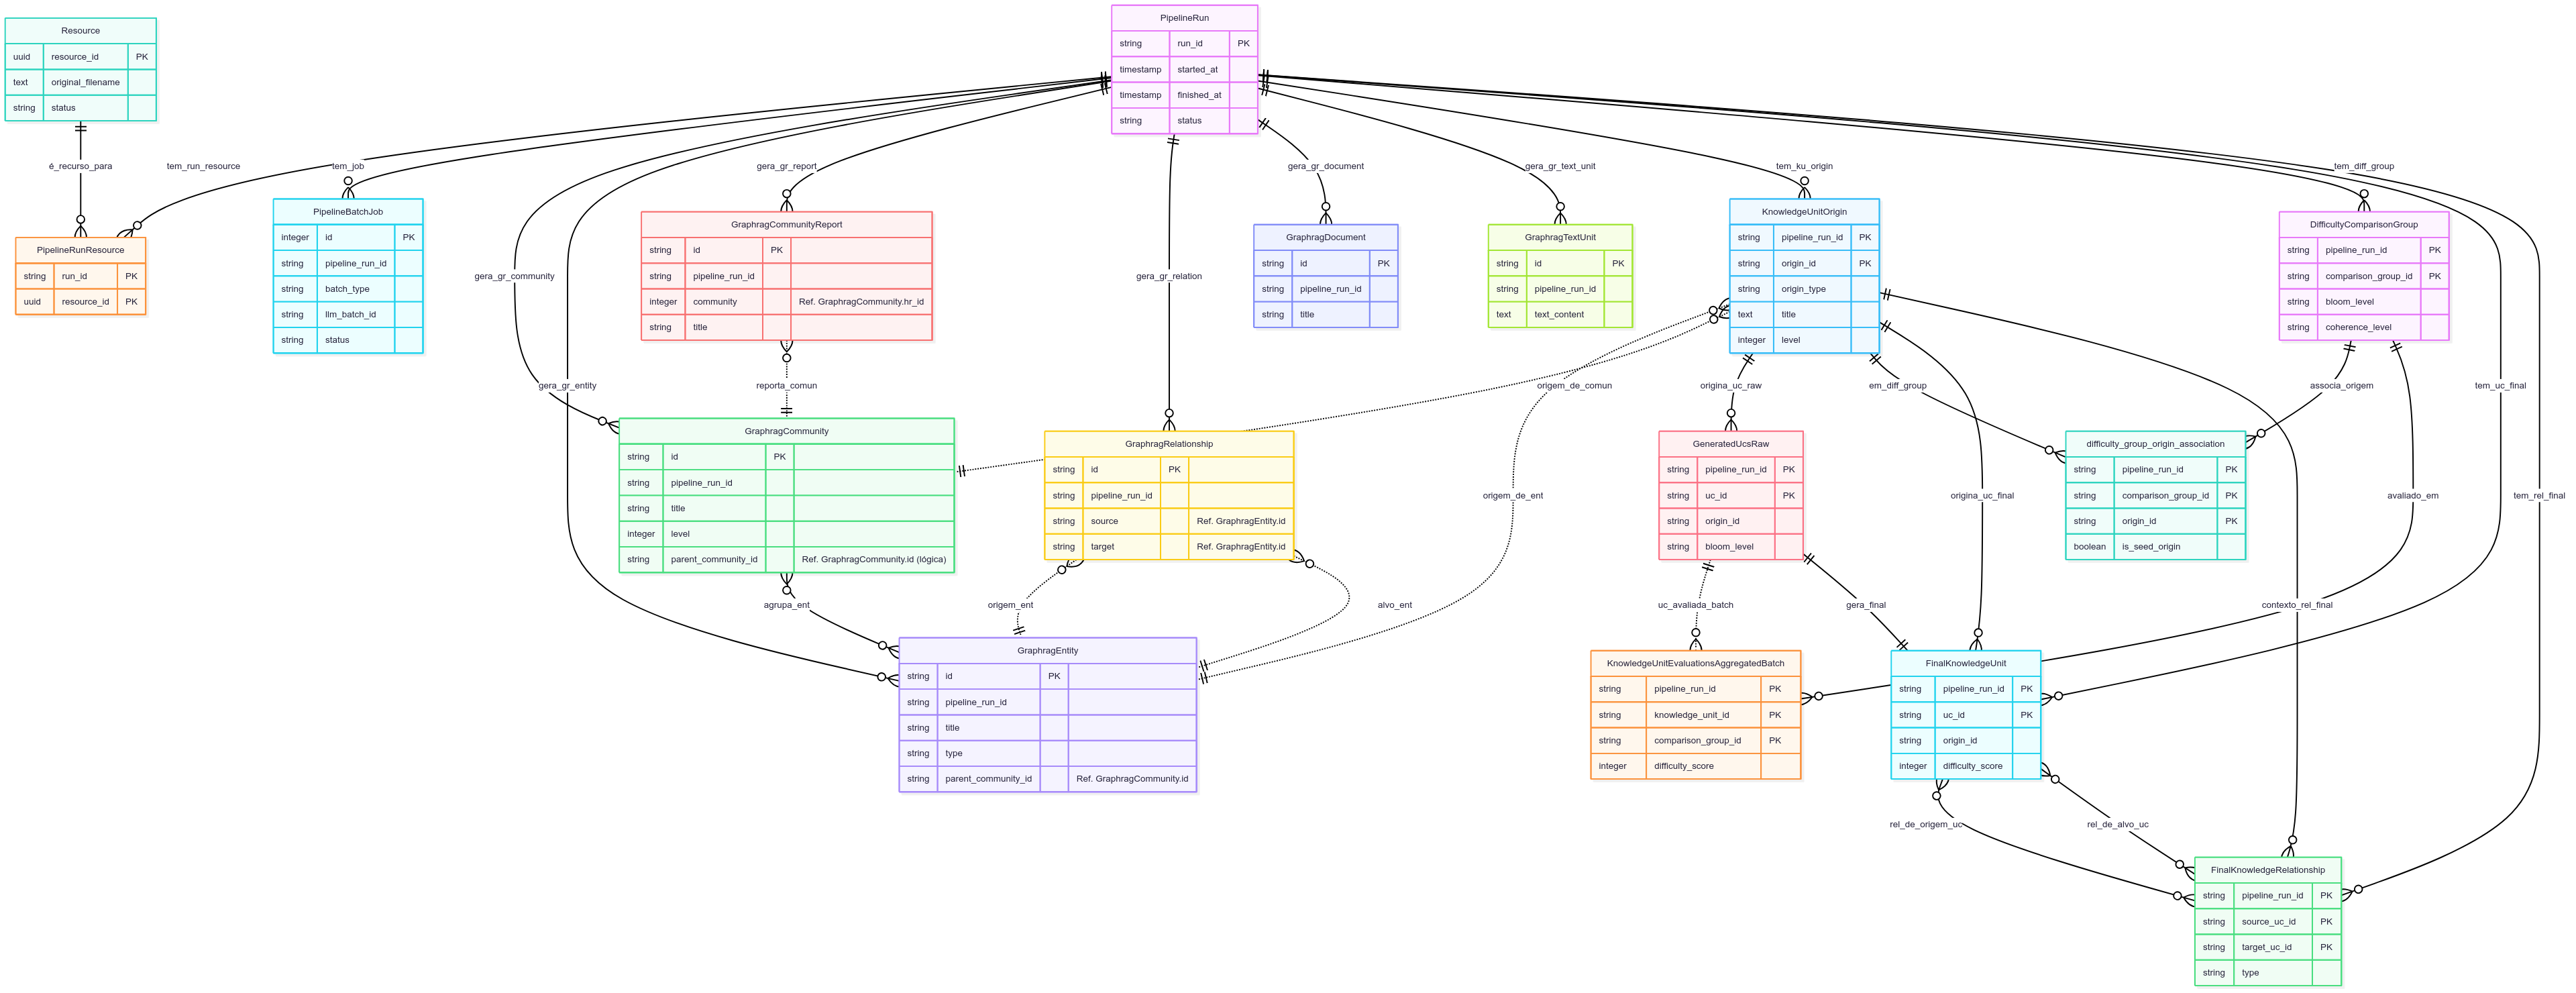 PipelineRun
string run_id PK
timestamp started_at
timestamp finished_at
string status
Resource
uuid resource_id PK
text original_filename
string status
é_recurso_para
tem_run_resource
tem_job
gera_gr_report
gera_gr_document
gera_gr_text_unit
tem_ku_origin
tem_diff_group
PipelineRunResource
string run_id PK
uuid resource_id PK
PipelineBatchJob
integer id PK
string pipeline_run_id
string batch_type
string llm_batch_id
string status
GraphragCommunityReport
string id PK
string pipeline_run_id
integer community Ref. GraphragCommunity.hr_id
string title
GraphragDocument
string id PK
string pipeline_run_id
string title
GraphragTextUnit
string id PK
string pipeline_run_id
text text_content
KnowledgeUnitOrigin
string pipeline_run_id PK
string origin_id PK
string origin_type
text title
integer level
DifficultyComparisonGroup
string pipeline_run_id PK
string comparison_group_id PK
string bloom_level
string coherence_level
gera_gr_community
gera_gr_relation
gera_gr_entity
reporta_comun
origem_de_comun
origina_uc_raw
em_diff_group
associa_origem
tem_uc_final
GraphragCommunity
string id PK
string pipeline_run_id
string title
integer level
string parent_community_id Ref. GraphragCommunity.id (lógica)
GraphragRelationship
string id PK
string pipeline_run_id
string source Ref. GraphragEntity.id
string target Ref. GraphragEntity.id
origem_de_ent
GeneratedUcsRaw
string pipeline_run_id PK
string uc_id PK
string origin_id
string bloom_level
origina_uc_final
difficulty_group_origin_association
string pipeline_run_id PK
string comparison_group_id PK
string origin_id PK
boolean is_seed_origin
avaliado_em
tem_rel_final
agrupa_ent
origem_ent
alvo_ent
uc_avaliada_batch
gera_final
contexto_rel_final
GraphragEntity
string id PK
string pipeline_run_id
string title
string type
string parent_community_id Ref. GraphragCommunity.id
KnowledgeUnitEvaluationsAggregatedBatch
string pipeline_run_id PK
string knowledge_unit_id PK
string comparison_group_id PK
integer difficulty_score
FinalKnowledgeUnit
string pipeline_run_id PK
string uc_id PK
string origin_id
integer difficulty_score
rel_de_origem_uc
rel_de_alvo_uc
FinalKnowledgeRelationship
string pipeline_run_id PK
string source_uc_id PK
string target_uc_id PK
string type